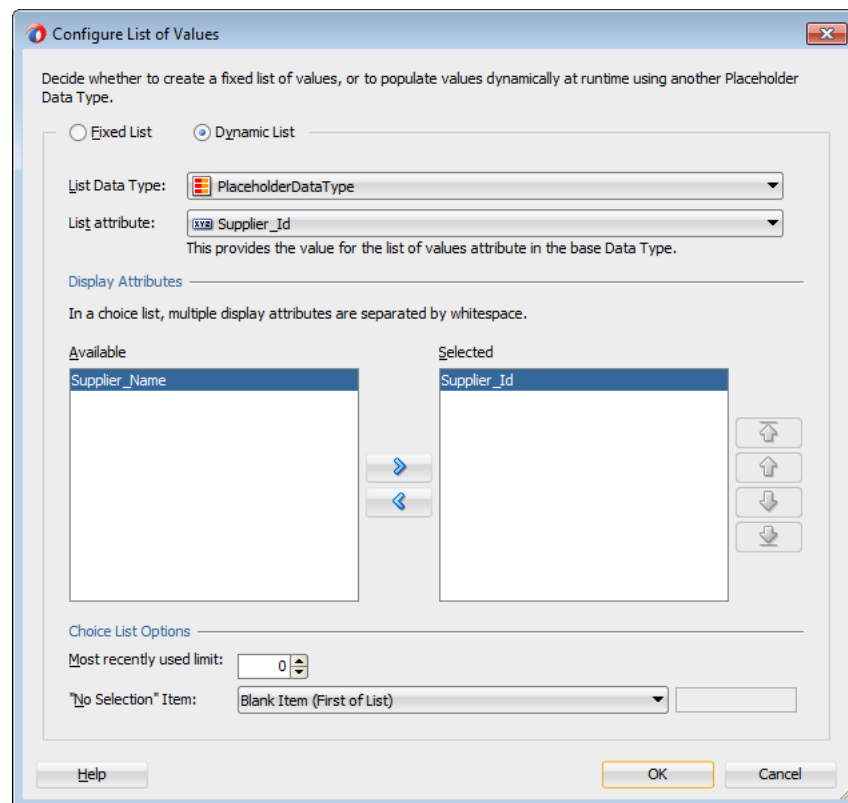 Configure List of Values
Decide whether to create a fixed list of values, or to populate values dynamically at runtime using another Placeholder
Data Type.
Fixed List Dynamic List
List Data Type: PlaceholderDataType
List attribute: XYZ Supplier_Id
This provides the value for the list of values attribute in the base Data Type.
Display Attributes
In a choice list, multiple display attributes are separated by whitespace.
Available Selected
Supplier_Name Supplier_Id
Choice List Options
Most recently used limit: 0
"No Selection" Item: Blank Item (First of List)
Help OK Cancel